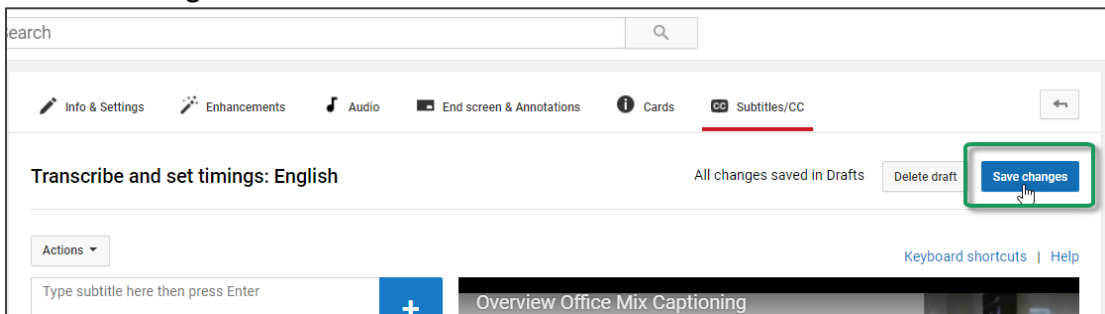 Search
Info & Settings Enhancements Audio End screen & Annotations Cards CC Subtitles/CC
Transcribe and set timings: English All changes saved in Drafts Delete draft Save changes
Actions Keyboard shortcuts | Help
Type subtitle here then press Enter +
Overview Office Mix Captioning